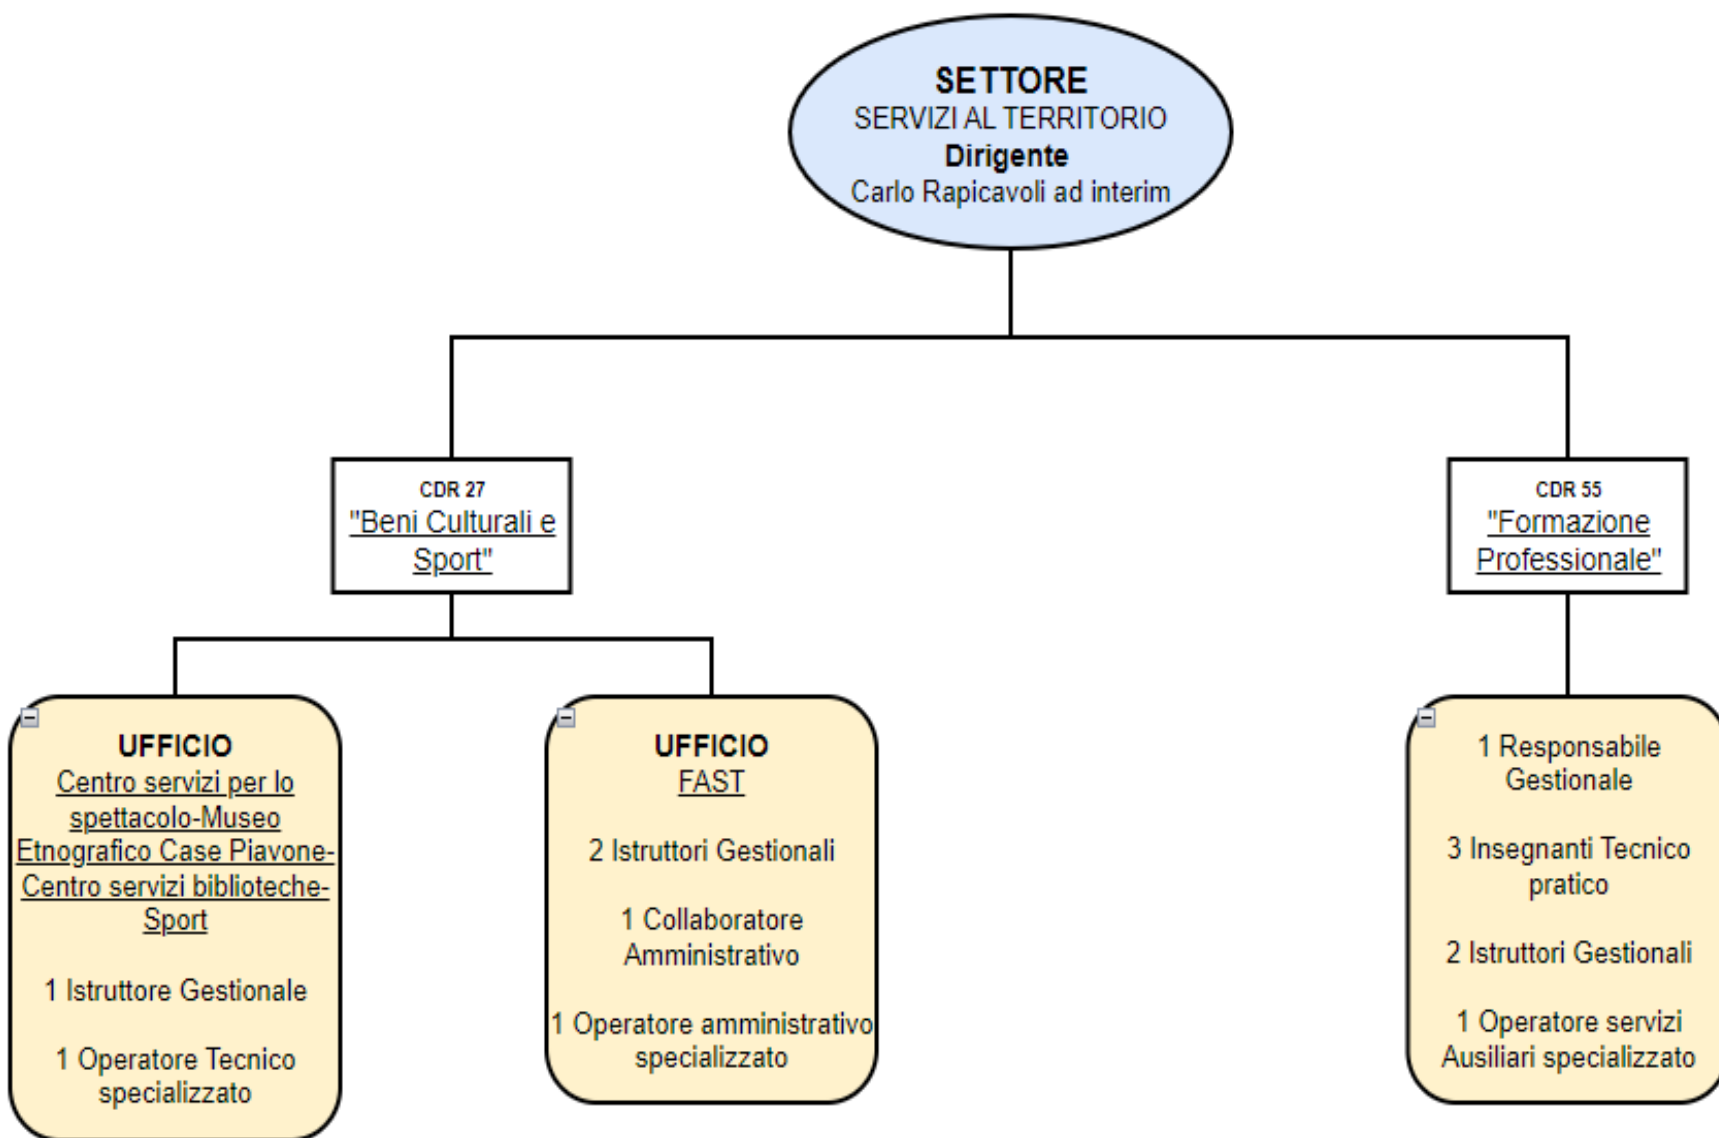 SETTORE
SERVIZI AL TERRITORIO
Dirigente
Carlo Rapicavoli ad interim
CDR 27
"Beni Culturali e
Sport"
CDR 55
"Formazione
Professionale"
UFFICIO
Centro servizi per lo
spettacolo-Museo
Etnografico Case Piavone-
Centro servizi biblioteche-
Sport
1 Istruttore Gestionale
1 Operatore Tecnico
specializzato
UFFICIO
FAST
2 Istruttori Gestionali
1 Collaboratore
Amministrativo
1 Operatore amministrativo
specializzato
1 Responsabile
Gestionale
3 Insegnanti Tecnico
pratico
2 Istruttori Gestionali
1 Operatore servizi
Ausiliari specializzato